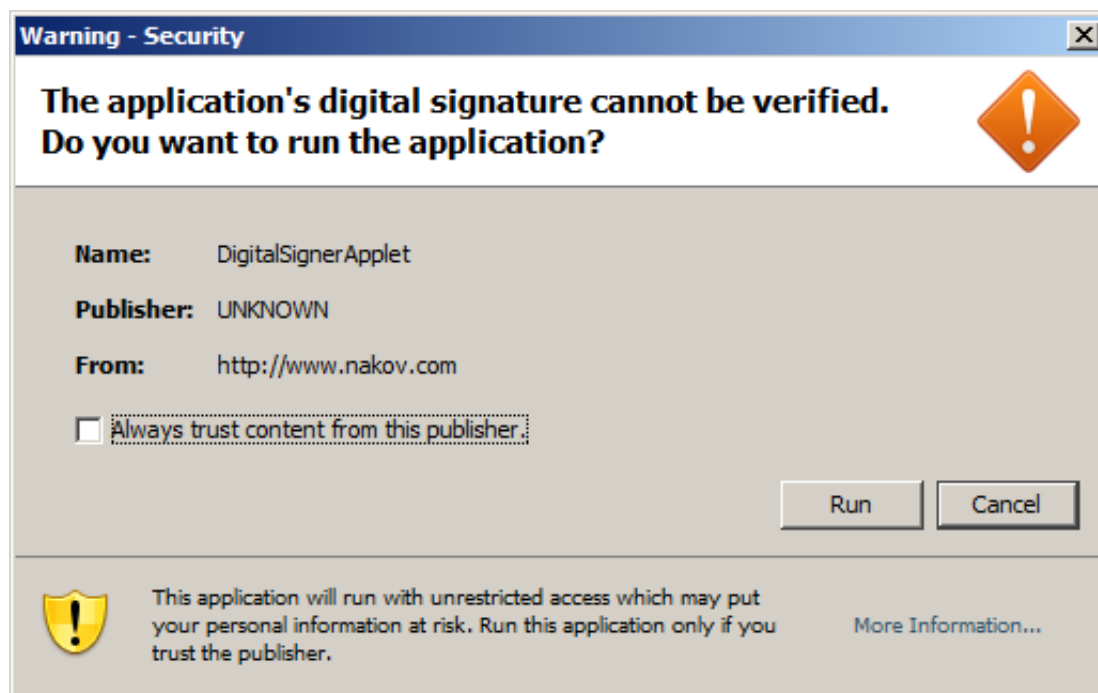 Warning - Security
The application's digital signature cannot be verified.
Do you want to run the application?
Name: DigitalSignerApplet
Publisher: UNKNOWN
From: http://www.nakov.com
Always trust content from this publisher.
Run Cancel
This application will run with unrestricted access which may put
your personal information at risk. Run this application only if you
trust the publisher.
More Information...